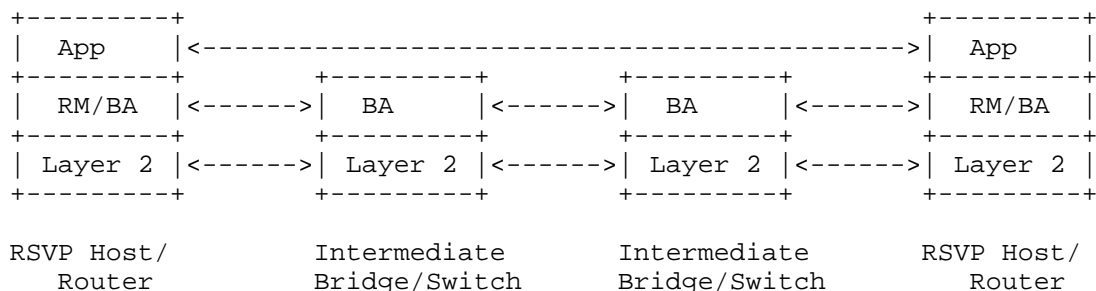 +---------+                                              +---------+
|  App    |<-------------------------------------------->|  App    |
+---------+         +---------+        +---------+         +---------+
|  RM/BA  |<------>|  BA     |<------>|  BA     |<------>|  RM/BA  |
+---------+         +---------+        +---------+         +---------+
| Layer 2 |<------>| Layer 2 |<------>| Layer 2 |<------>| Layer 2 |
+---------+         +---------+        +---------+         +---------+
RSVP Host/         Intermediate       Intermediate       RSVP Host/
   Router          Bridge/Switch      Bridge/Switch         Router